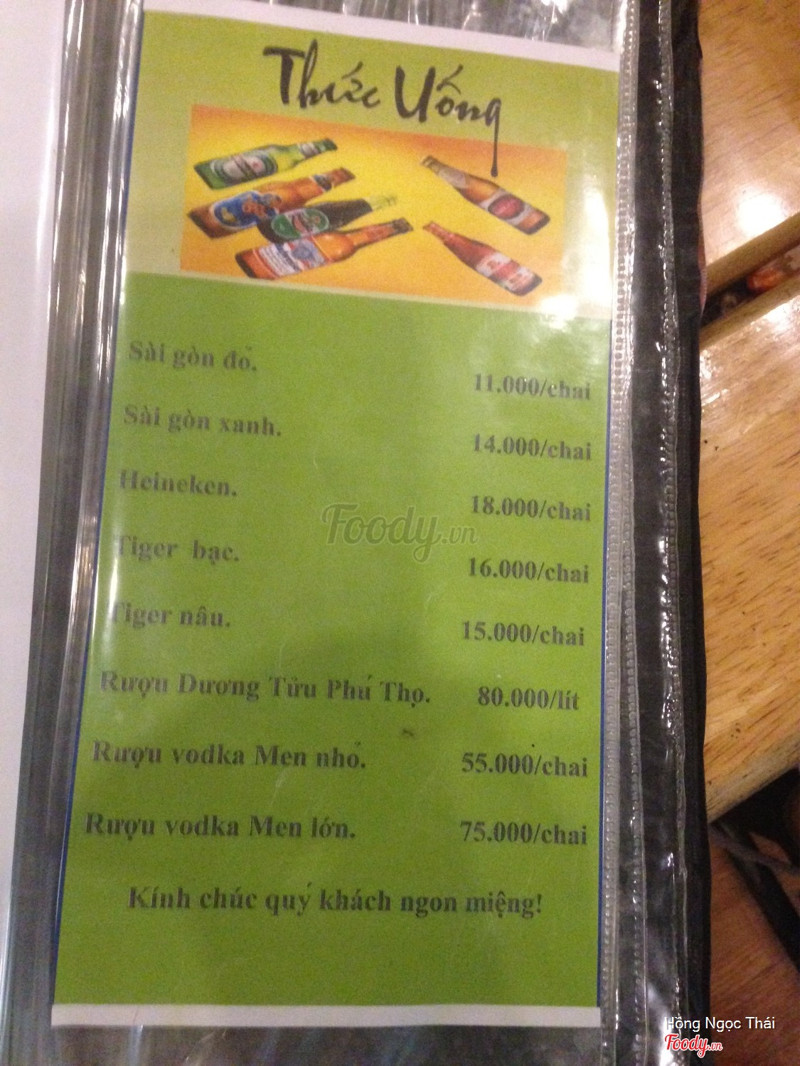 Thức Uống
Sài gòn đỏ. 11.000/chai
Sài gòn xanh. 14.000/chai
Heineken. 18.000/chai
Foody.vn
Tiger bạc. 16.000/chai
Tiger nâu. 15.000/chai
Rượu Dương Tửu Phú Thọ. 80.000/lít
Rượu vodka Men nhỏ. 55.000/chai
Rượu vodka Men lớn. 75.000/chai
Kính chúc quý khách ngon miệng!
Hồng Ngọc Thái
Foody.vn